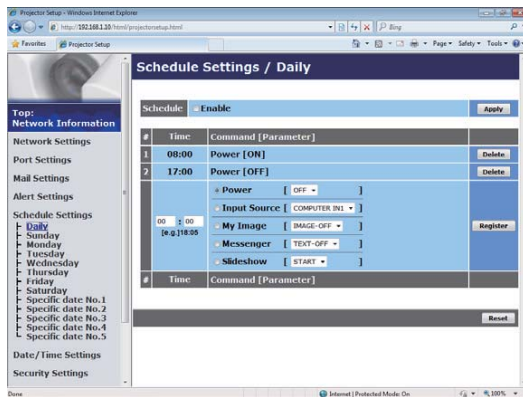 Projector Setup - Windows Internet Explorer
http://192.168.1.10/html/projectorsetup.html
Bing
Favorites Projector Setup Page Safety Tools
Schedule Settings / Daily
Schedule Enable Apply
# Time Command [Parameter]
1 08:00 Power [ON] Delete
2 17:00 Power [OFF] Delete
00 : 00
[e.g.]18:05
Power [ OFF ]
Input Source [ COMPUTER IN1 ]
My Image [ IMAGE-OFF ]
Messenger [ TEXT-OFF ]
Slideshow [ START ]
Register
# Time Command [Parameter]
Reset
Top:
Network Information
Network Settings
Port Settings
Mail Settings
Alert Settings
Schedule Settings
Daily
Sunday
Monday
Tuesday
Wednesday
Thursday
Friday
Saturday
Specific date No.1
Specific date No.2
Specific date No.3
Specific date No.4
Specific date No.5
Date/Time Settings
Security Settings
Done Internet | Protected Mode: On 100%